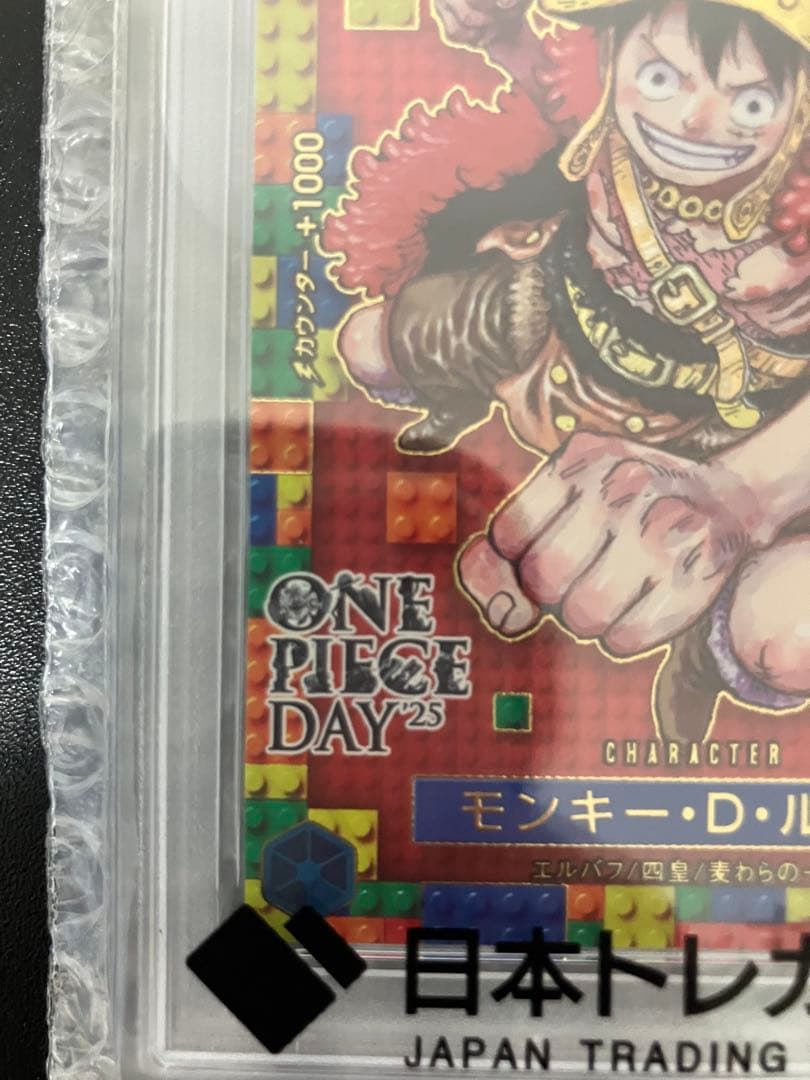 カウンター +1000
ONE
PIECE
DAY'25
CHARACTER
モンキー・D・ル
エルバフ/四皇/麦わらの一
日本トレカ
JAPAN TRADING